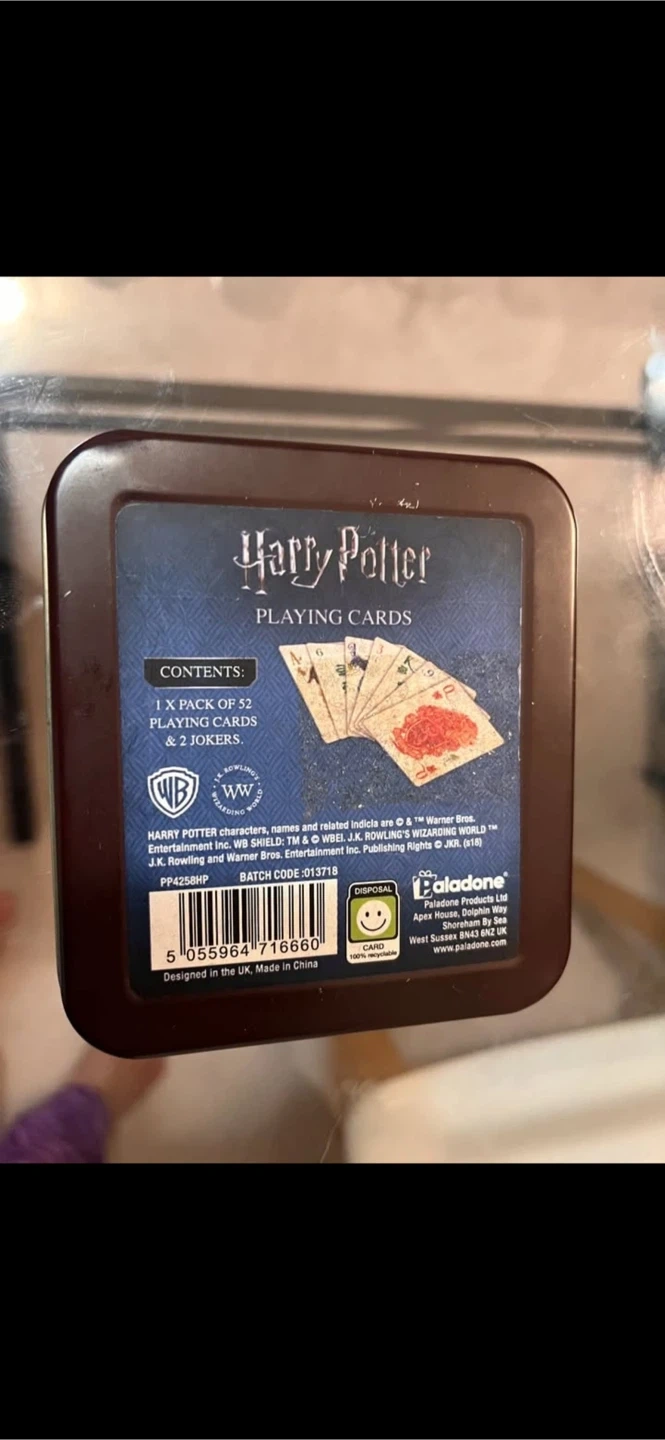 Harry Potter
PLAYING CARDS
CONTENTS:
1 X PACK OF 52
PLAYING CARDS
& 2 JOKERS.
WB
J.K. ROWLING'S
WW
WIZARDING WORLD
HARRY POTTER characters, names and related indicia are © & ™ Warner Bros.
Entertainment Inc. WB SHIELD: TM & © WBEI. J.K. ROWLING'S WIZARDING WORLD ™
J.K. Rowling and Warner Bros. Entertainment Inc. Publishing Rights © JKR. (s18)
PP4258HP BATCH CODE :013718
5 055964 716660
Designed in the UK, Made in China
DISPOSAL
CARD
100% recyclable
Paladone®
Paladone Products Ltd
Apex House, Dolphin Way
Shoreham By Sea
West Sussex BN43 6NZ UK
www.paladone.com